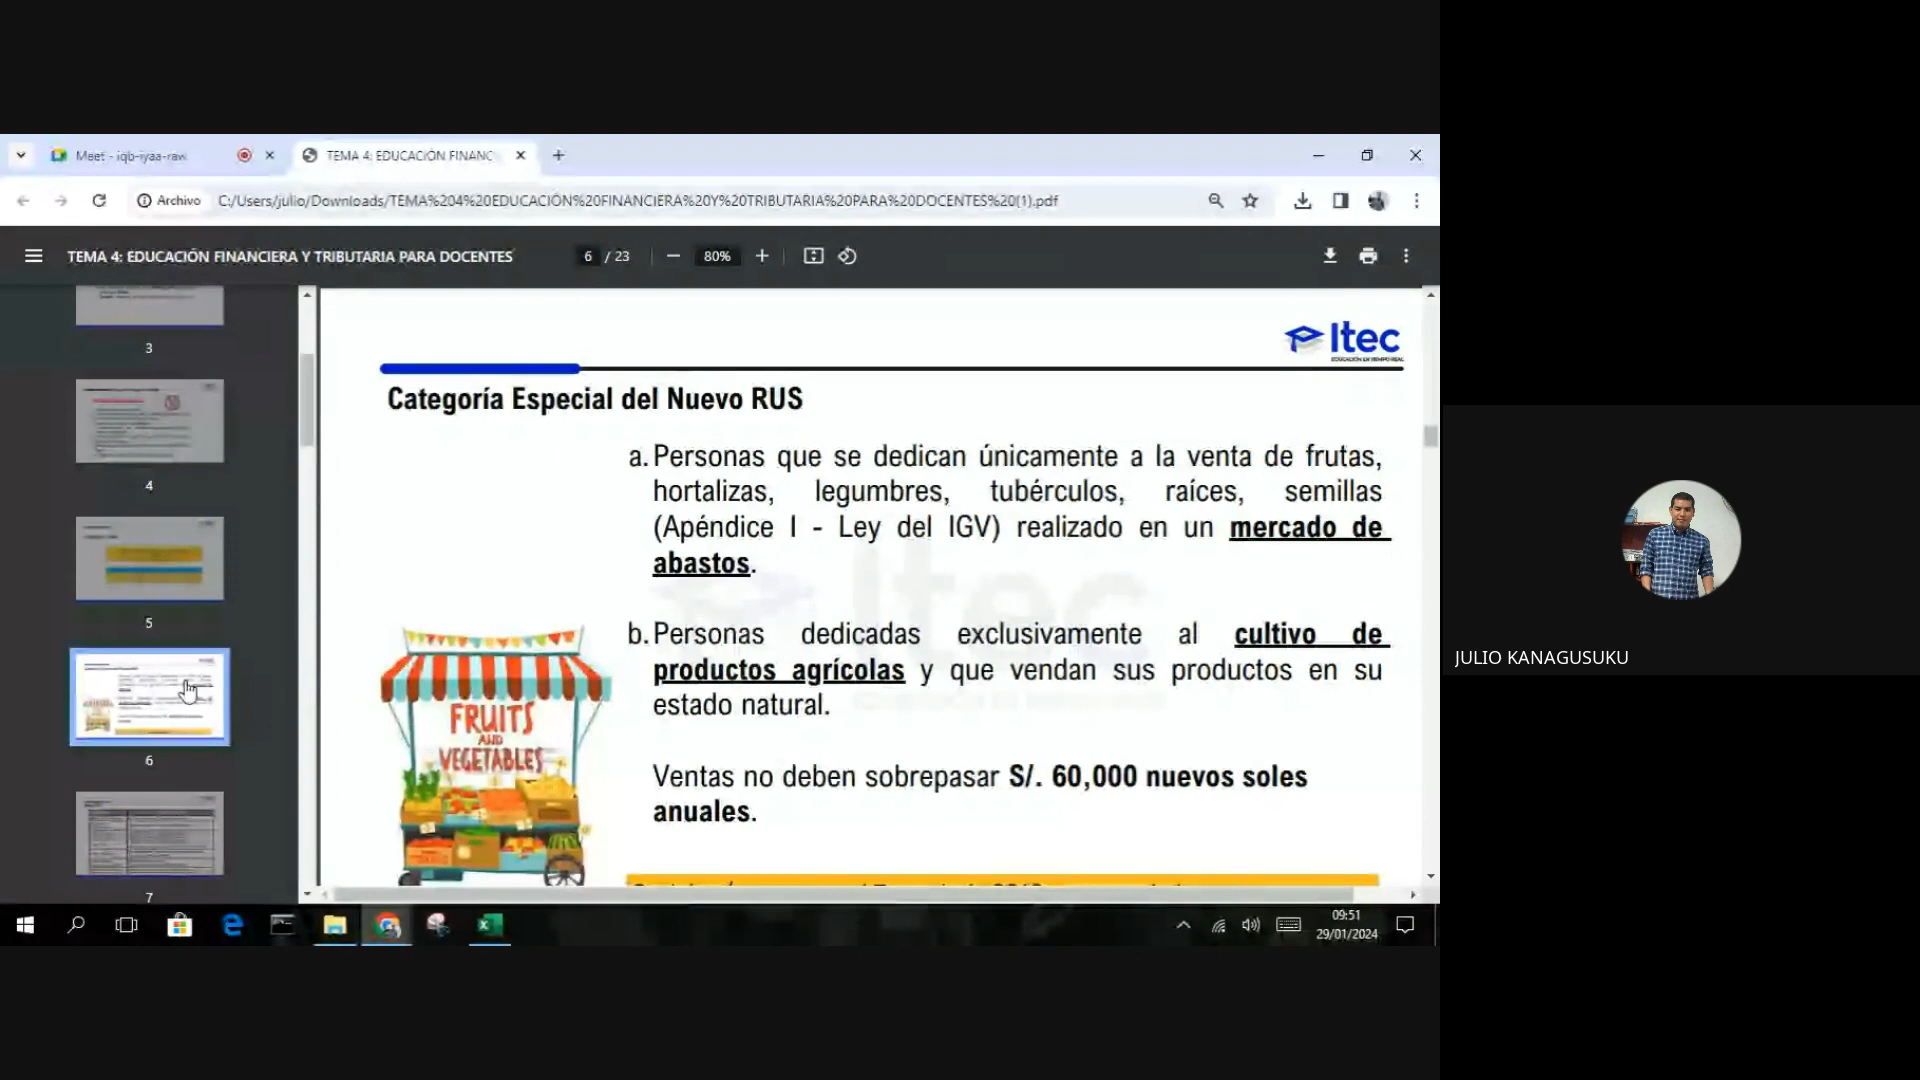 Meet - iqb-iyaa-raw
TEMA 4: EDUCACIÓN FINANC
Archivo
C:/Users/julio/Downloads/TEMA%204%20EDUCACIÓN%20FINANCIERA%20Y%20TRIBUTARIA%20PARA%20DOCENTES%20(1).pdf
TEMA 4: EDUCACIÓN FINANCIERA Y TRIBUTARIA PARA DOCENTES
6 / 23
80%
3
4
5
6
7
Itec
EDUCACIÓN EN TIEMPO REAL
Categoría Especial del Nuevo RUS
a. Personas que se dedican únicamente a la venta de frutas,
hortalizas, legumbres, tubérculos, raíces, semillas
(Apéndice I - Ley del IGV) realizado en un mercado de
abastos.
b. Personas dedicadas exclusivamente al cultivo de
productos agrícolas y que vendan sus productos en su
estado natural.
Ventas no deben sobrepasar S/. 60,000 nuevos soles
anuales.
FRUITS
AND
VEGETABLES
Itec
09:51
29/01/2024
JULIO KANAGUSUKU